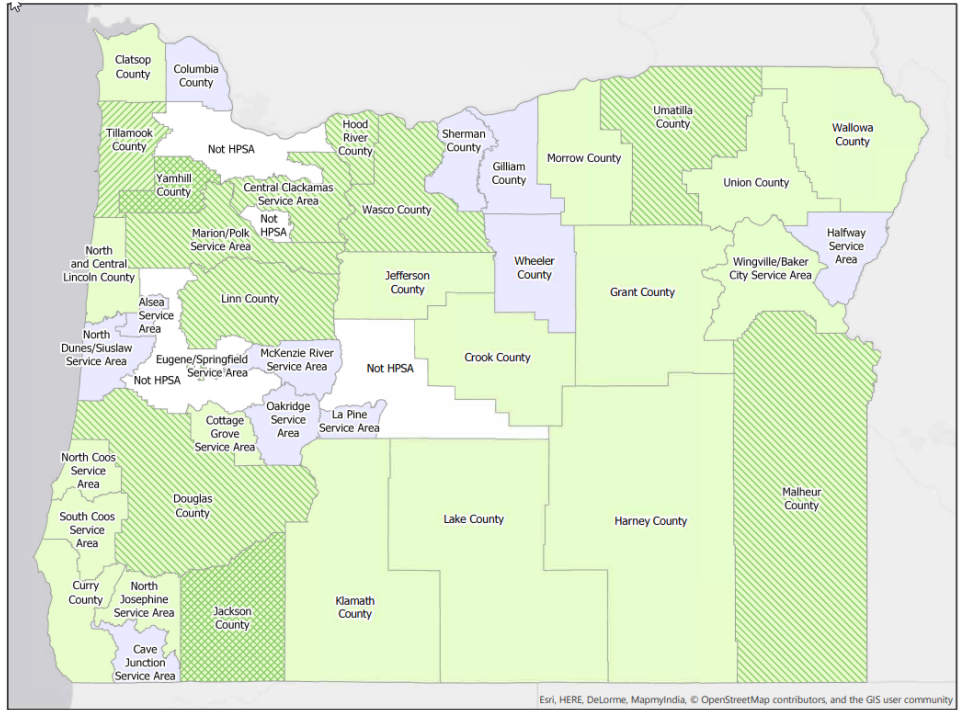 Clatsop
County
Columbia
County
Tillamook
County
Not HPSA
Hood
River
County
Sherman
County
Gilliam
County
Morrow County
Umatilla
County
Wallowa
County
Union County
Yamhill
County
Central Clackamas
Service Area
Not
HPSA
Wasco County
Marion/Polk
Service Area
Halfway
Service
Area
North
and Central
Lincoln County
Wheeler
County
Wingville/Baker
City Service Area
Jefferson
County
Grant County
Linn County
Alsea
Service
Area
North
Dunes/Siuslaw
Service Area
Eugene/Springfield
Service Area
Not HPSA
McKenzie River
Service Area
Not HPSA
Crook County
Oakridge
Service
Area
La Pine
Service Area
Cottage
Grove
Service Area
North Coos
Service
Area
Douglas
County
Malheur
County
South Coos
Service
Area
Lake County
Harney County
Curry
County
North
Josephine
Service Area
Jackson
County
Klamath
County
Cave
Junction
Service Area
Esri, HERE, DeLorme, MapmyIndia, © OpenStreetMap contributors, and the GIS user community